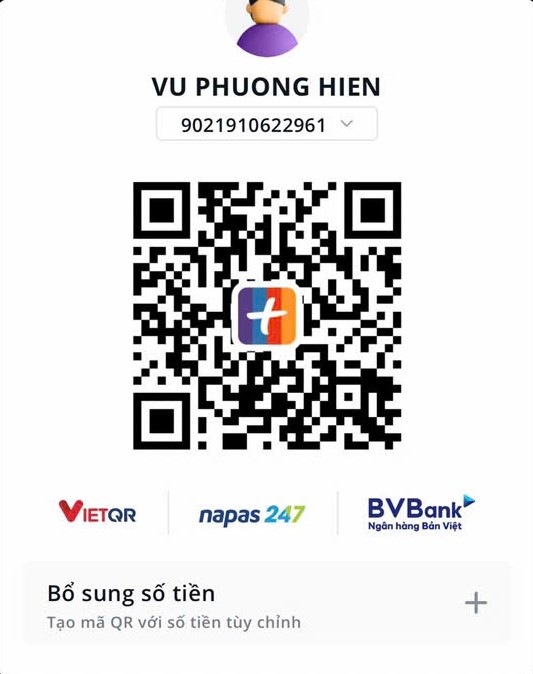 VU PHUONG HIEN
9021910622961
VIETQR
napas 247
BVBank
Ngân hàng Bản Việt
Bổ sung số tiền
Tạo mã QR với số tiền tùy chỉnh